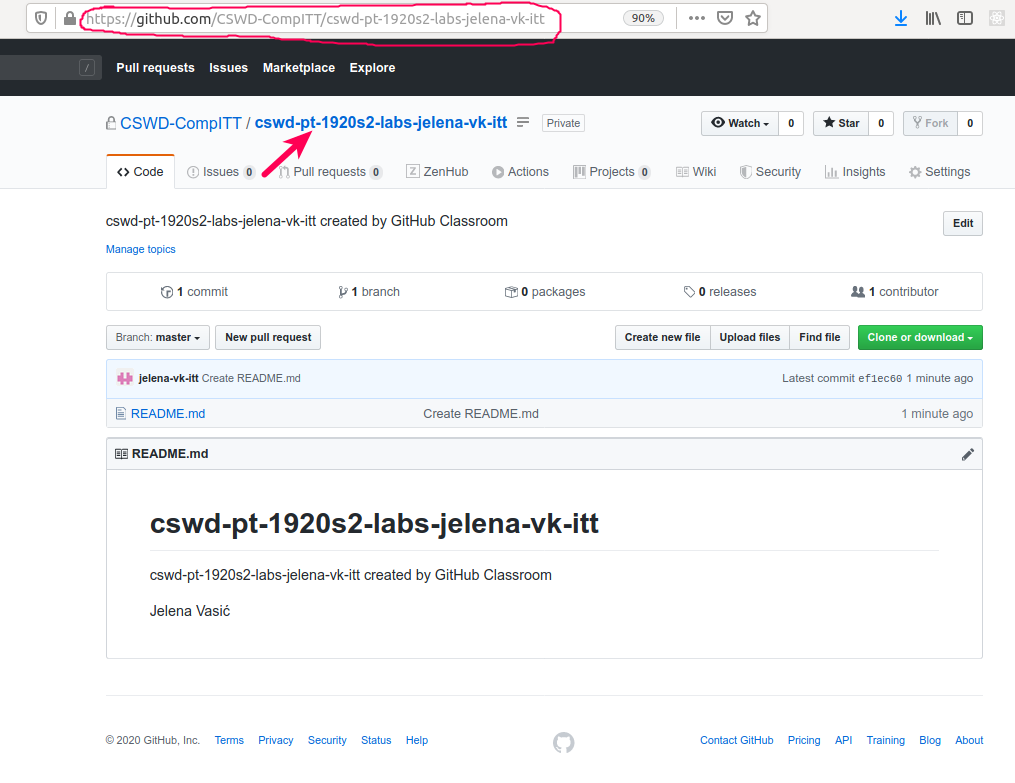 https://github.com/CSWD-CompITT/cswd-pt-1920s2-labs-jelena-vk-itt 90%
/ Pull requests Issues Marketplace Explore
CSWD-CompITT / cswd-pt-1920s2-labs-jelena-vk-itt Private Watch 0 Star 0 Fork 0
Code Issues 0 Pull requests 0 ZenHub Actions Projects 0 Wiki Security Insights Settings
cswd-pt-1920s2-labs-jelena-vk-itt created by GitHub Classroom Edit
Manage topics
1 commit 1 branch 0 packages 0 releases 1 contributor
Branch: master New pull request Create new file Upload files Find file Clone or download
jelena-vk-itt Create README.md Latest commit ef1ec60 1 minute ago
README.md Create README.md 1 minute ago
README.md
cswd-pt-1920s2-labs-jelena-vk-itt
cswd-pt-1920s2-labs-jelena-vk-itt created by GitHub Classroom
Jelena Vasić
© 2020 GitHub, Inc. Terms Privacy Security Status Help Contact GitHub Pricing API Training Blog About